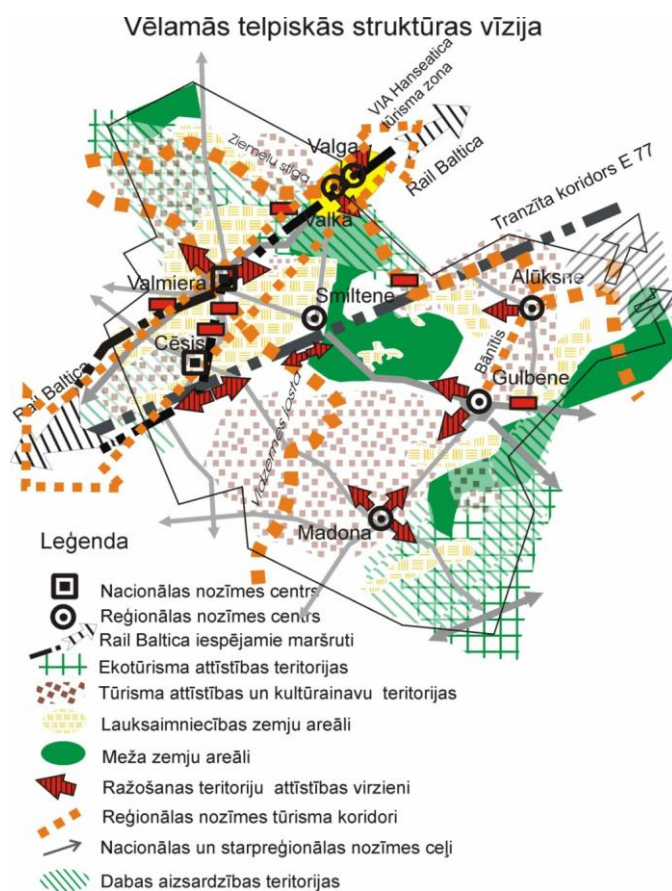 Vēlamās telpiskās struktūras vīzija
VIA Hanseatica
tūrisma zona
Rail Baltica
Ziemeļu stīga
Valga
Valka
Tranzīta koridors E 77
Valmiera
Smiltene
Alūksne
Cēsis
Bānītis
Gulbene
Rail Baltica
Vidzemes josta
Madona
Leģenda
Nacionālas nozīmes centrs
Reģionālas nozīmes centrs
Rail Baltica iespējamie maršruti
Ekotūrisma attīstības teritorijas
Tūrisma attīstības un kultūrainavu teritorijas
Lauksaimniecības zemju areāli
Meža zemju areāli
Ražošanas teritoriju attīstības virzieni
Reģionālas nozīmes tūrisma koridori
Nacionālas un starpreģionālas nozīmes ceļi
Dabas aizsardzības teritorijas